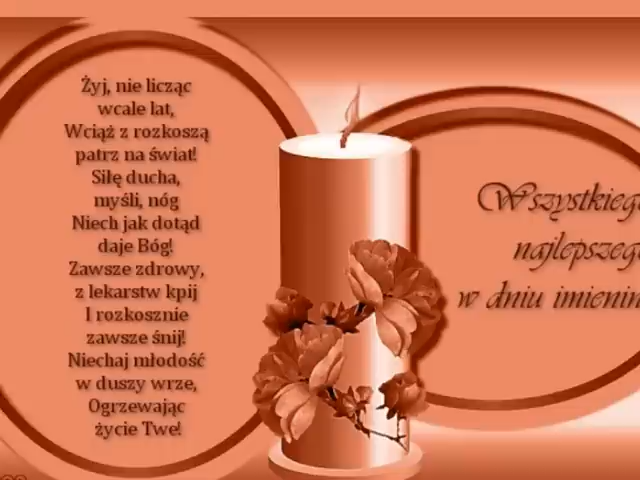 Żyj, nie licząc
wcale lat,
Wciąż z rozkoszą
patrz na świat!
Siłę ducha,
myśli, nóg
Niech jak dotąd
daje Bóg!
Zawsze zdrowy,
z lekarstw kpij
I rozkosznie
zawsze śnij!
Niechaj młodość
w duszy wrze,
Ogrzewając
życie Twe!
Wszystkieg
najlepszeg
w dniu imienin